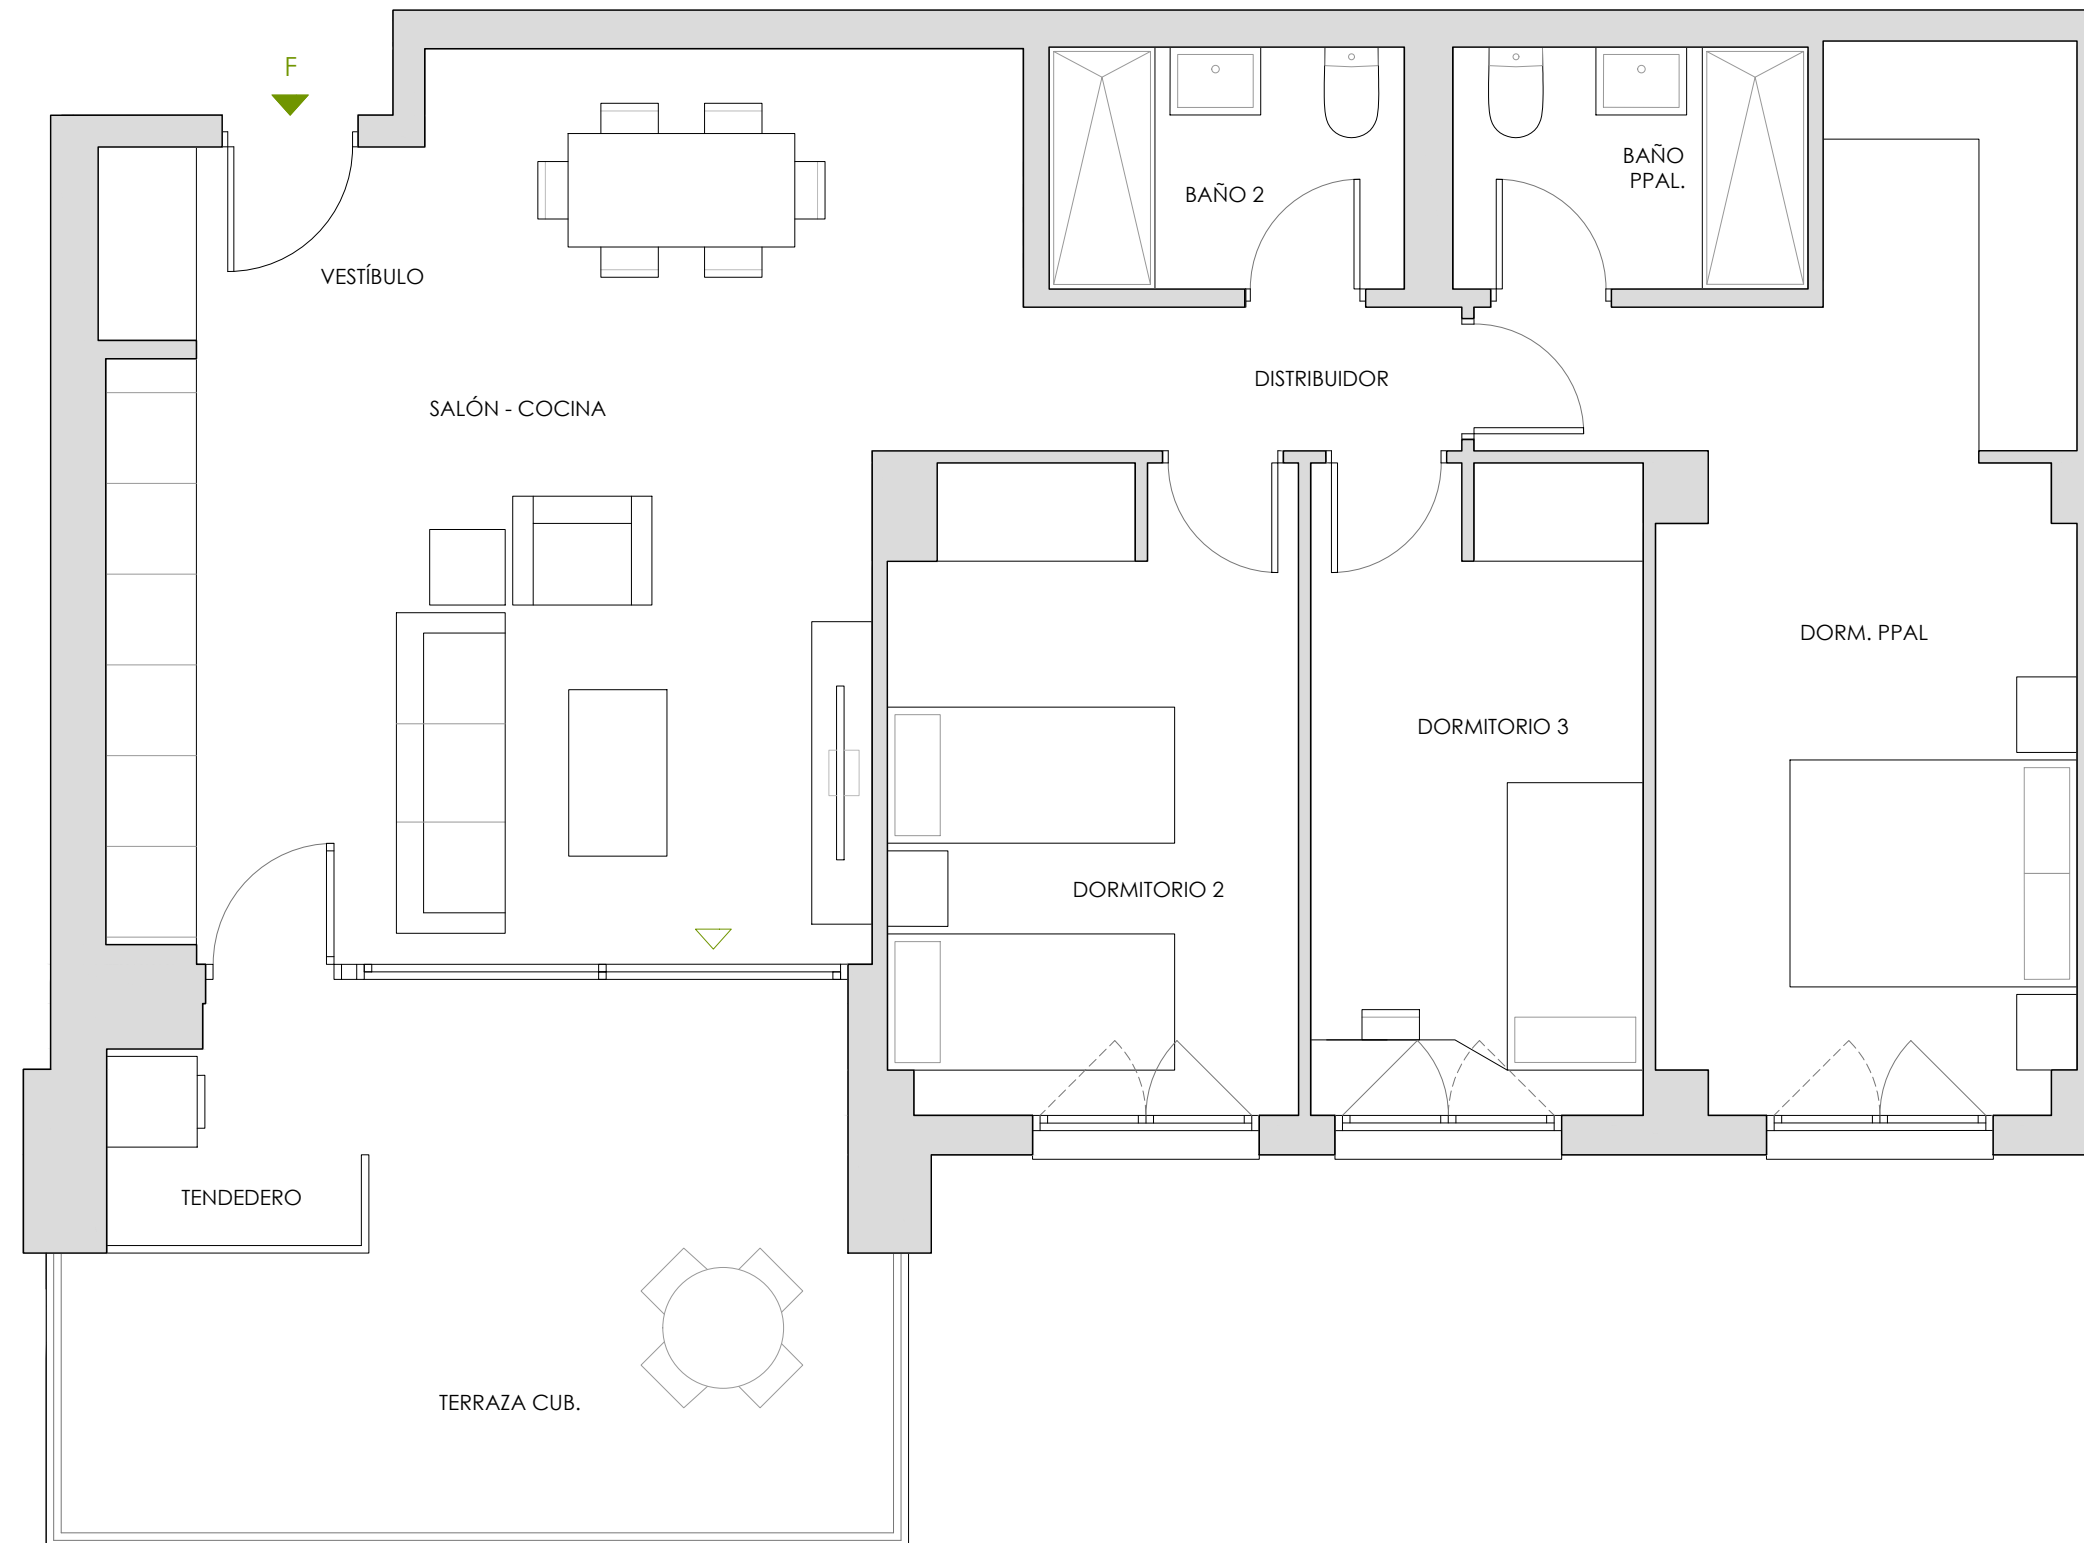 F
BAÑO
PPAL.
BAÑO 2
VESTÍBULO
DISTRIBUIDOR
SALÓN - COCINA
DORM. PPAL
DORMITORIO 3
DORMITORIO 2
TENDEDERO
TERRAZA CUB.